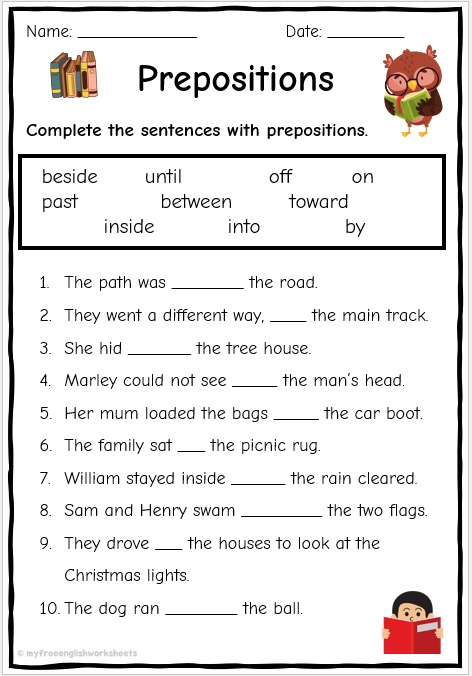 Name: ____________ Date: ________
Prepositions
Complete the sentences with prepositions.
beside until off on
past between toward
inside into by
1. The path was ________ the road.
2. They went a different way, ____ the main track.
3. She hid _______ the tree house.
4. Marley could not see _____ the man's head.
5. Her mum loaded the bags _____ the car boot.
6. The family sat ___ the picnic rug.
7. William stayed inside ______ the rain cleared.
8. Sam and Henry swam _________ the two flags.
9. They drove ___ the houses to look at the
Christmas lights.
10. The dog ran ________ the ball.
© myfreeenglishworksheets